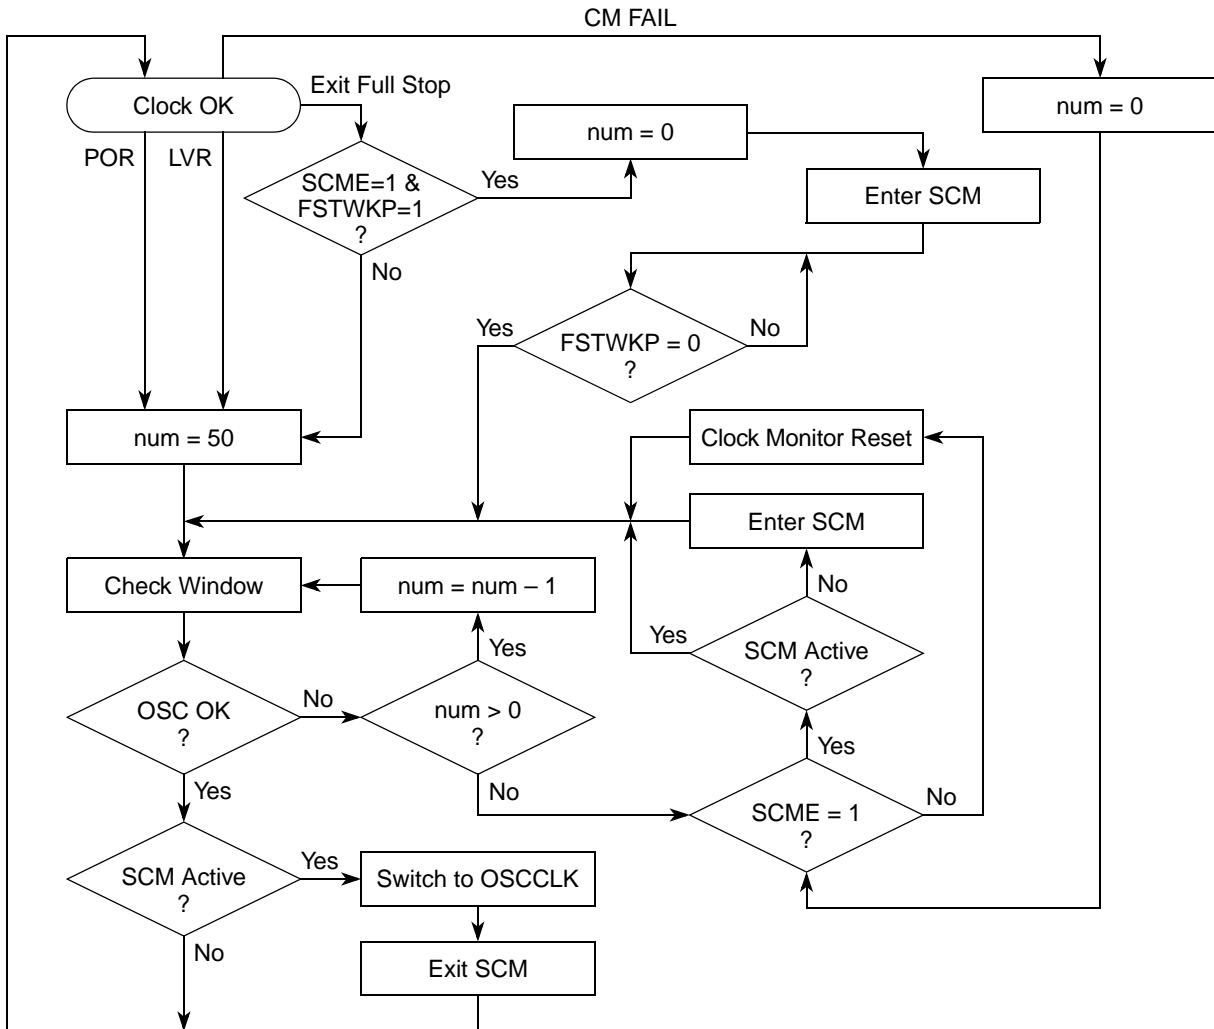 CM FAIL
Clock OK
Exit Full Stop
num = 0
num = 0
POR
LVR
SCME=1 &
FSTWKP=1
?
Yes
Enter SCM
No
Yes
FSTWKP = 0
?
No
num = 50
Clock Monitor Reset
Enter SCM
Check Window
num = num – 1
No
Yes
SCM Active
?
Yes
OSC OK
?
No
num > 0
?
Yes
Yes
No
SCME = 1
?
No
SCM Active
?
Yes
Switch to OSCCLK
No
Exit SCM